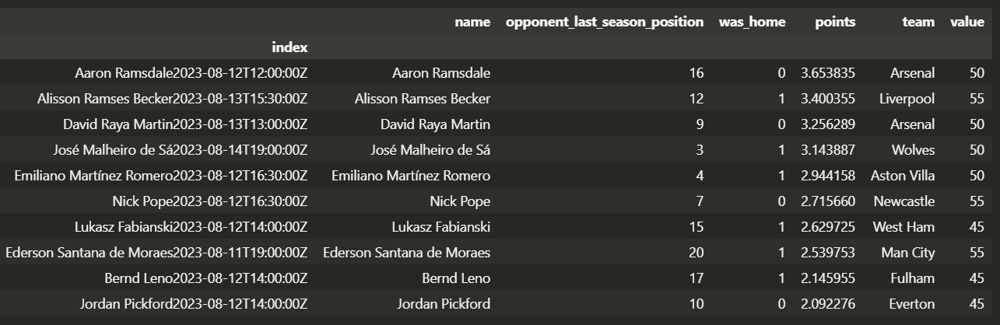 name opponent_last_season_position was_home points team value
index
Aaron Ramsdale2023-08-12T12:00:00Z Aaron Ramsdale 16 0 3.653835 Arsenal 50
Alisson Ramses Becker2023-08-13T15:30:00Z Alisson Ramses Becker 12 1 3.400355 Liverpool 55
David Raya Martin2023-08-13T13:00:00Z David Raya Martin 9 0 3.256289 Arsenal 50
José Malheiro de Sá2023-08-14T19:00:00Z José Malheiro de Sá 3 1 3.143887 Wolves 50
Emiliano Martínez Romero2023-08-12T16:30:00Z Emiliano Martínez Romero 4 1 2.944158 Aston Villa 50
Nick Pope2023-08-12T16:30:00Z Nick Pope 7 0 2.715660 Newcastle 55
Lukasz Fabianski2023-08-12T14:00:00Z Lukasz Fabianski 15 1 2.629725 West Ham 45
Ederson Santana de Moraes2023-08-11T19:00:00Z Ederson Santana de Moraes 20 1 2.539753 Man City 55
Bernd Leno2023-08-12T14:00:00Z Bernd Leno 17 1 2.145955 Fulham 45
Jordan Pickford2023-08-12T14:00:00Z Jordan Pickford 10 0 2.092276 Everton 45